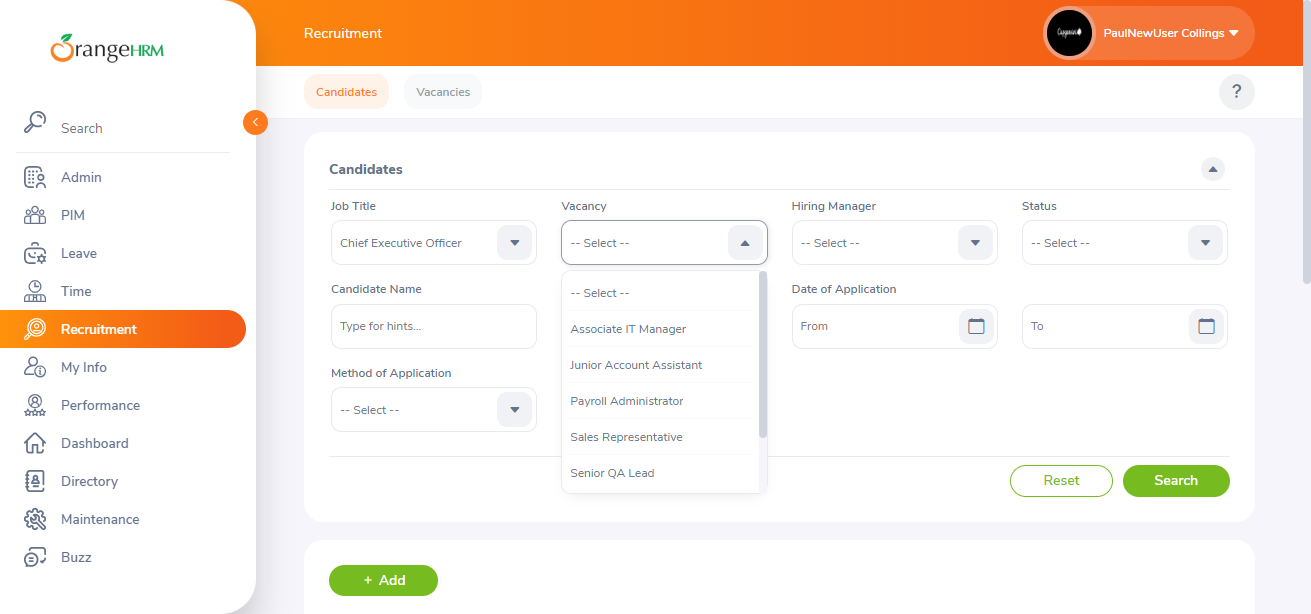 OrangeHRM
Search
Admin
PIM
Leave
Time
Recruitment
My Info
Performance
Dashboard
Directory
Maintenance
Buzz
Recruitment
PaulNewUser Collings
Candidates
Vacancies
?
Candidates
Job Title
Vacancy
Hiring Manager
Status
Chief Executive Officer
-- Select --
-- Select --
-- Select --
-- Select --
Associate IT Manager
Junior Account Assistant
Payroll Administrator
Sales Representative
Senior QA Lead
Candidate Name
Date of Application
Type for hints...
From
To
Method of Application
-- Select --
Reset
Search
+ Add